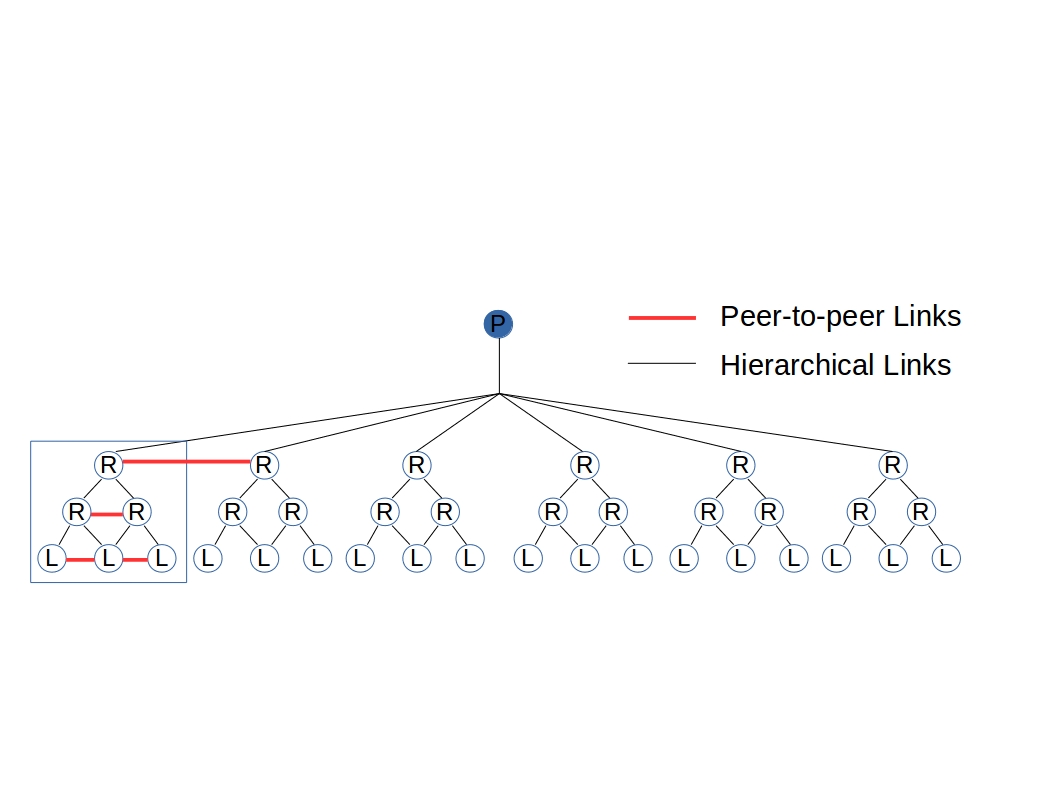 P
Peer-to-peer Links
Hierarchical Links
R R R R R R
R R R R R R R R R R R R
L L L L L L L L L L L L L L L L L L